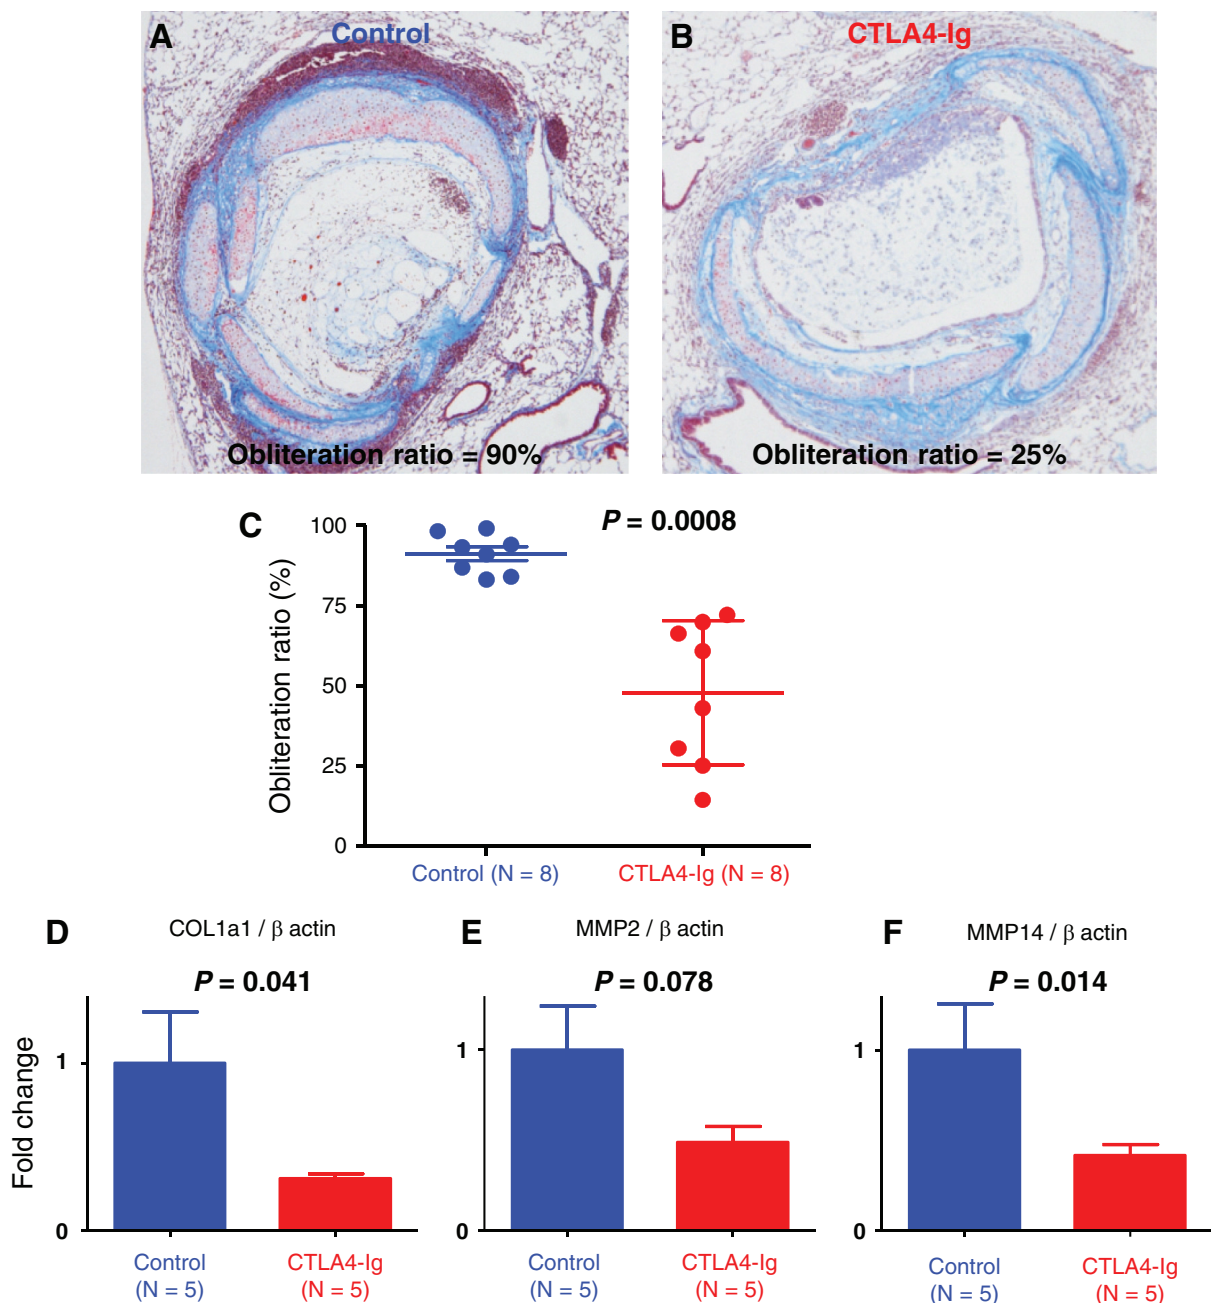 A
Control
Obliteration ratio = 90%
B
CTLA4-Ig
Obliteration ratio = 25%
C
P = 0.0008
Obliteration ratio (%)
100
75
50
25
0
Control (N = 8)
CTLA4-Ig (N = 8)
D
COL1a1 / β actin
P = 0.041
Fold change
1
0
Control
(N = 5)
CTLA4-Ig
(N = 5)
E
MMP2 / β actin
P = 0.078
1
0
Control
(N = 5)
CTLA4-Ig
(N = 5)
F
MMP14 / β actin
P = 0.014
1
0
Control
(N = 5)
CTLA4-Ig
(N = 5)